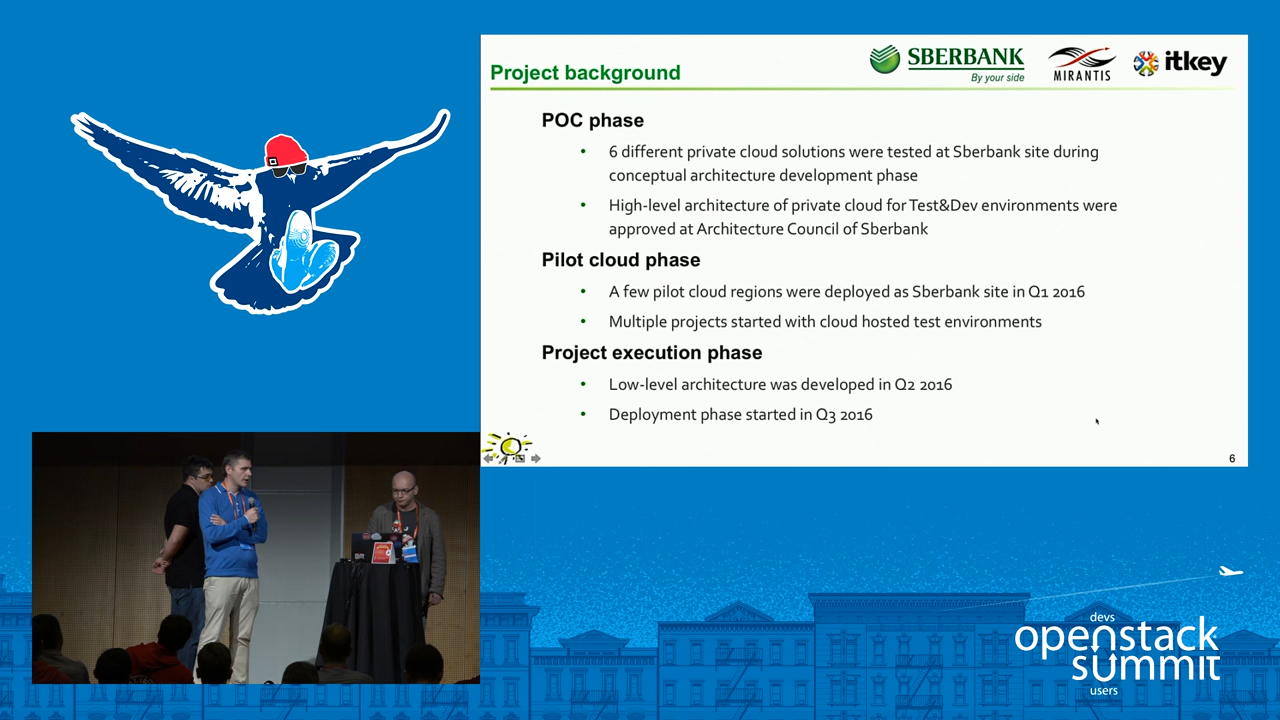 Project background
SBERBANK
By your side
MIRANTIS
itkey
POC phase
• 6 different private cloud solutions were tested at Sberbank site during
conceptual architecture development phase
• High-level architecture of private cloud for Test&Dev environments were
approved at Architecture Council of Sberbank
Pilot cloud phase
• A few pilot cloud regions were deployed as Sberbank site in Q1 2016
• Multiple projects started with cloud hosted test environments
Project execution phase
• Low-level architecture was developed in Q2 2016
• Deployment phase started in Q3 2016
6
devs
openstack
summit
users